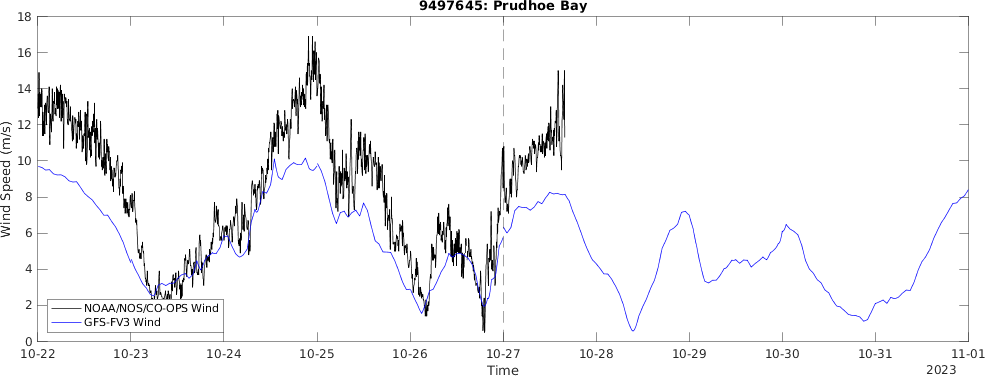 9497645: Prudhoe Bay
Wind Speed (m/s)
18
16
14
12
10
8
6
4
2
0
NOAA/NOS/CO-OPS Wind
GFS-FV3 Wind
10-22 10-23 10-24 10-25 10-26 10-27 10-28 10-29 10-30 10-31 11-01
Time
2023